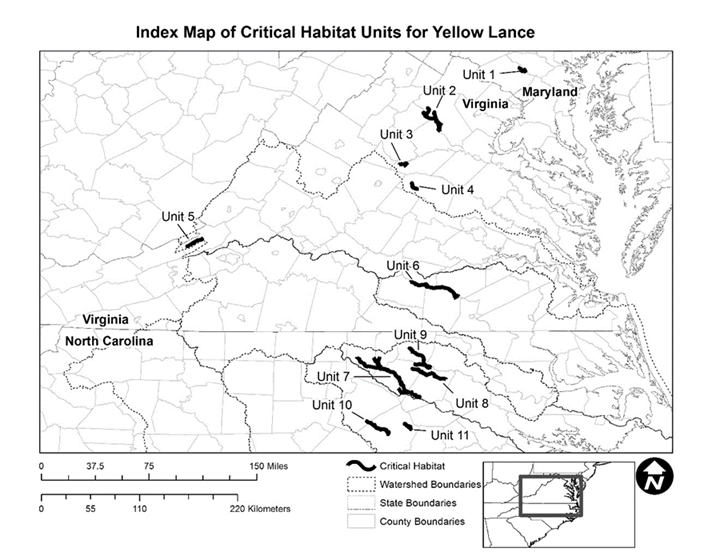 Index Map of Critical Habitat Units for Yellow Lance
Unit 1
Maryland
Unit 2
Virginia
Unit 3
Unit 4
Unit 5
Unit 6
Virginia
North Carolina
Unit 9
Unit 7
Unit 8
Unit 10
Unit 11
0 37.5 75 150 Miles
0 55 110 220 Kilometers
Critical Habitat
Watershed Boundaries
State Boundaries
County Boundaries
N